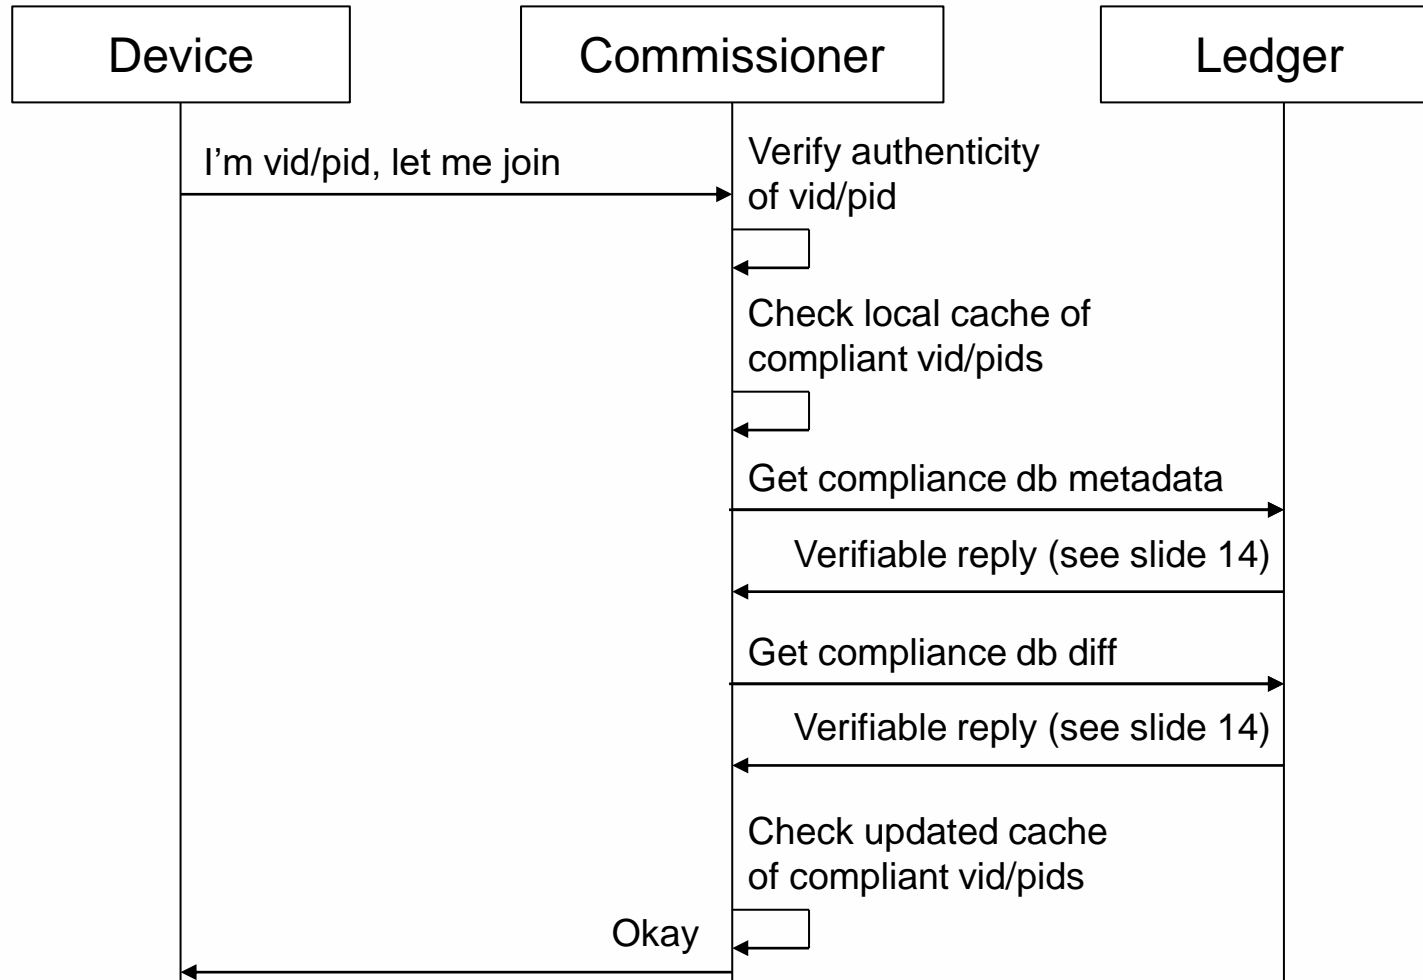 Device
Commissioner
Ledger
I’m vid/pid, let me join
Verify authenticity
of vid/pid
Check local cache of
compliant vid/pids
Get compliance db metadata
Verifiable reply (see slide 14)
Get compliance db diff
Verifiable reply (see slide 14)
Check updated cache
of compliant vid/pids
Okay